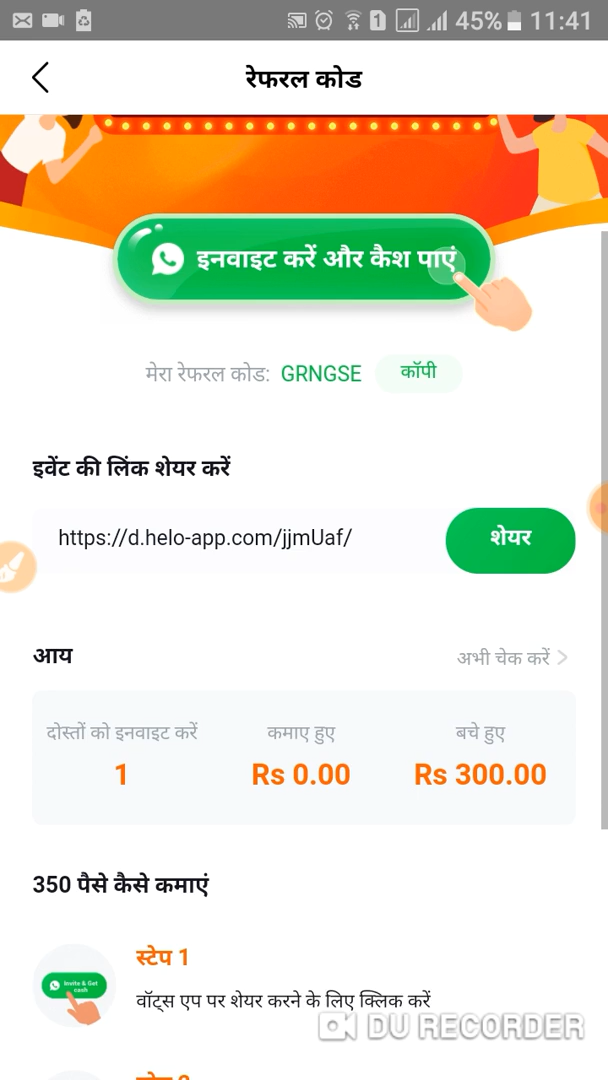 1 45% 11:41
रेफरल कोड
इनवाइट करें और कैश पाएं
मेरा रेफरल कोड: GRNGSE कॉपी
इवेंट की लिंक शेयर करें
https://d.helo-app.com/jjmUaf/ शेयर
आय अभी चेक करें
दोस्तों को इनवाइट करें कमाए हुए बचे हुए
1 Rs 0.00 Rs 300.00
350 पैसे कैसे कमाएं
स्टेप 1
Invite & Get
cash
वॉट्स एप पर शेयर करने के लिए क्लिक करें
DU RECORDER